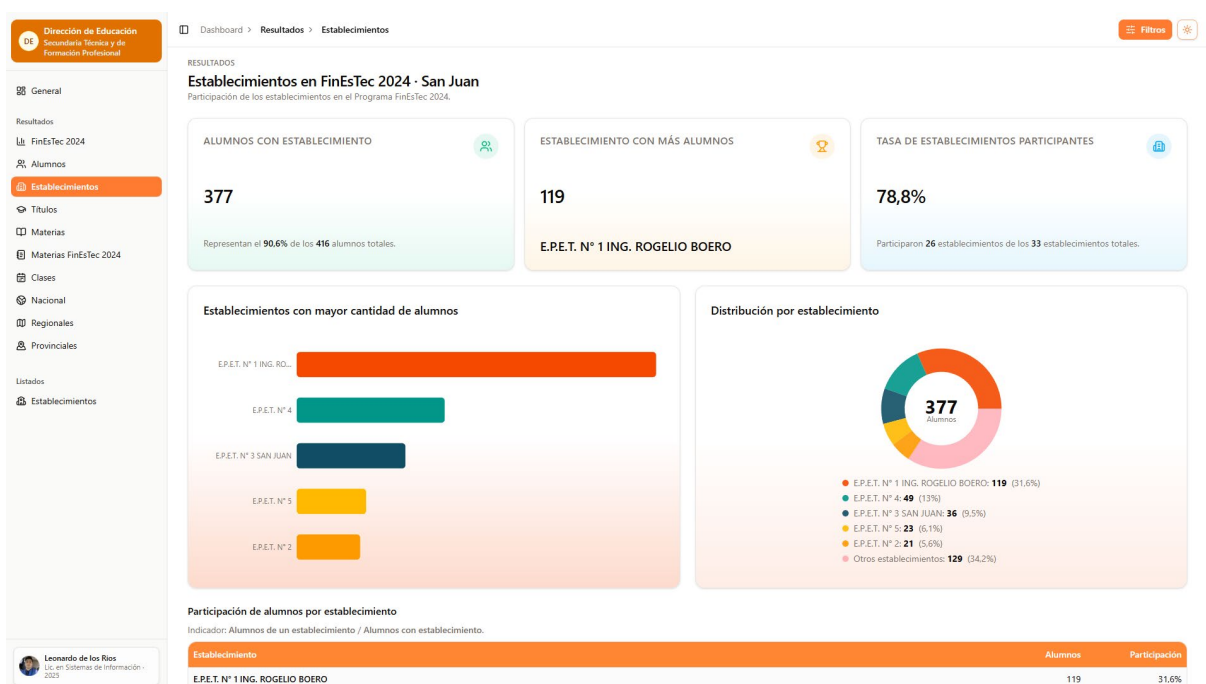 DE
Dirección de Educación
Secundaria Técnica y de
Formación Profesional
General
Resultados
FinEsTec 2024
Alumnos
Establecimientos
Títulos
Materias
Materias FinEsTec 2024
Clases
Nacional
Regionales
Provinciales
Listados
Establecimientos
Leonardo de los Rios
Lic. en Sistemas de Información -
2025
Dashboard > Resultados > Establecimientos
Filtros
RESULTADOS
Establecimientos en FinEsTec 2024 · San Juan
Participación de los establecimientos en el Programa FinEsTec 2024.
ALUMNOS CON ESTABLECIMIENTO
377
Representan el 90,6% de los 416 alumnos totales.
ESTABLECIMIENTO CON MÁS ALUMNOS
119
E.P.E.T. N° 1 ING. ROGELIO BOERO
TASA DE ESTABLECIMIENTOS PARTICIPANTES
78,8%
Participaron 26 establecimientos de los 33 establecimientos totales.
Establecimientos con mayor cantidad de alumnos
E.P.E.T. N° 1 ING. RO...
E.P.E.T. N° 4
E.P.E.T. N° 3 SAN JUAN
E.P.E.T. N° 5
E.P.E.T. N° 2
Distribución por establecimiento
377
Alumnos
E.P.E.T. N° 1 ING. ROGELIO BOERO: 119 (31,6%)
E.P.E.T. N° 4: 49 (13%)
E.P.E.T. N° 3 SAN JUAN: 36 (9,5%)
E.P.E.T. N° 5: 23 (6,1%)
E.P.E.T. N° 2: 21 (5,6%)
Otros establecimientos: 129 (34,2%)
Participación de alumnos por establecimiento
Indicador: Alumnos de un establecimiento / Alumnos con establecimiento.
Establecimiento Alumnos Participación
E.P.E.T. N° 1 ING. ROGELIO BOERO 119 31,6%